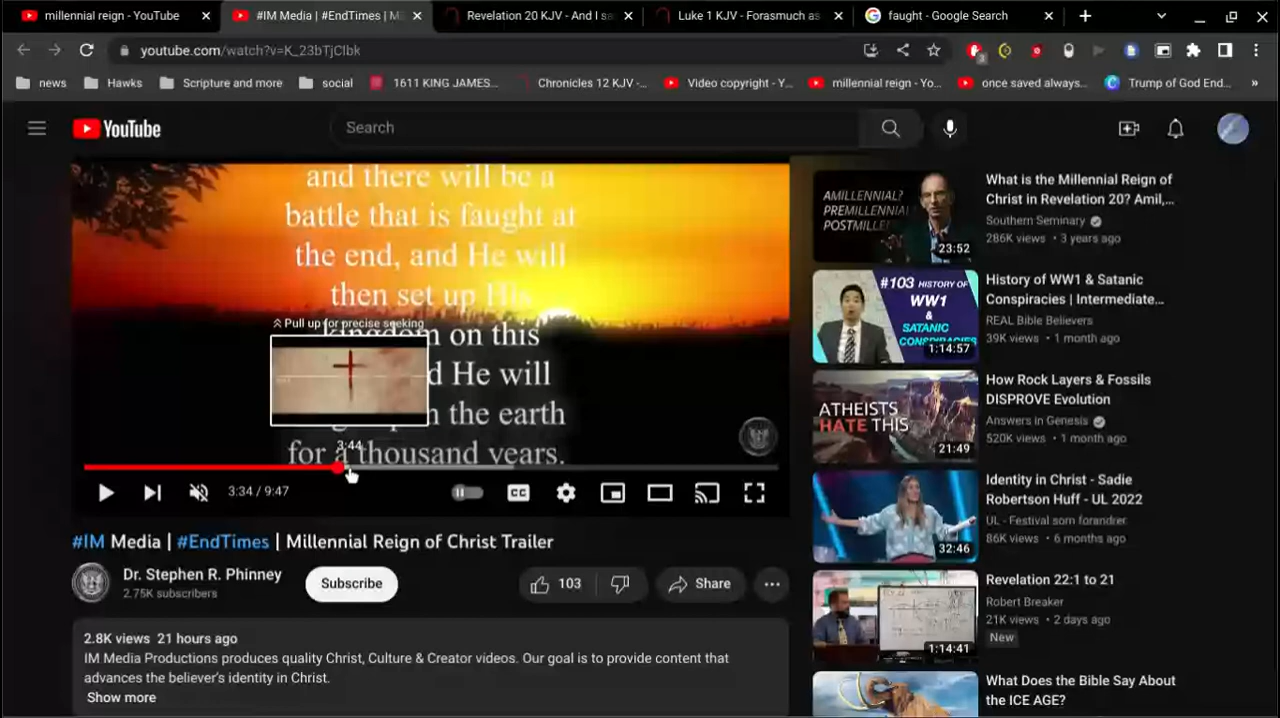 millennial reign - YouTube
#IM Media | #EndTimes | Mi
Revelation 20 KJV - And I s
Luke 1 KJV - Forasmuch as
faught - Google Search
youtube.com/watch?v=K_23bTjCIbk
3
news
Hawks
Scripture and more
social
1611 KING JAMES...
Chronicles 12 KJV -...
Video copyright - Y...
millennial reign - Yo...
once saved always...
Trump of God End...
»
YouTube
Search
and there will be a
battle that is faught at
the end, and He will
then set up His
kingdom on this
d He will
n the earth
for a thousand years.
Pull up for precise seeking
3:44
3:34 / 9:47
CC
#IM Media | #EndTimes | Millennial Reign of Christ Trailer
Dr. Stephen R. Phinney
2.75K subscribers
Subscribe
103
Share
2.8K views 21 hours ago
IM Media Productions produces quality Christ, Culture & Creator videos. Our goal is to provide content that
advances the believer's identity in Christ.
Show more
AMILLENNIAL?
PREMILLENNIAL
POSTMILLE
23:52
What is the Millennial Reign of
Christ in Revelation 20? Amil,...
Southern Seminary
286K views • 3 years ago
#103 HISTORY OF
WW1
&
SATANIC
CONSPIRACIES
1:14:57
History of WW1 & Satanic
Conspiracies | Intermediate...
REAL Bible Believers
39K views • 1 month ago
ATHEISTS
HATE THIS
21:49
How Rock Layers & Fossils
DISPROVE Evolution
Answers in Genesis
520K views • 1 month ago
32:46
Identity in Christ - Sadie
Robertson Huff - UL 2022
UL - Festival som forandrer
86K views • 6 months ago
1:14:41
Revelation 22:1 to 21
Robert Breaker
21K views • 2 days ago
New
What Does the Bible Say About
the ICE AGE?